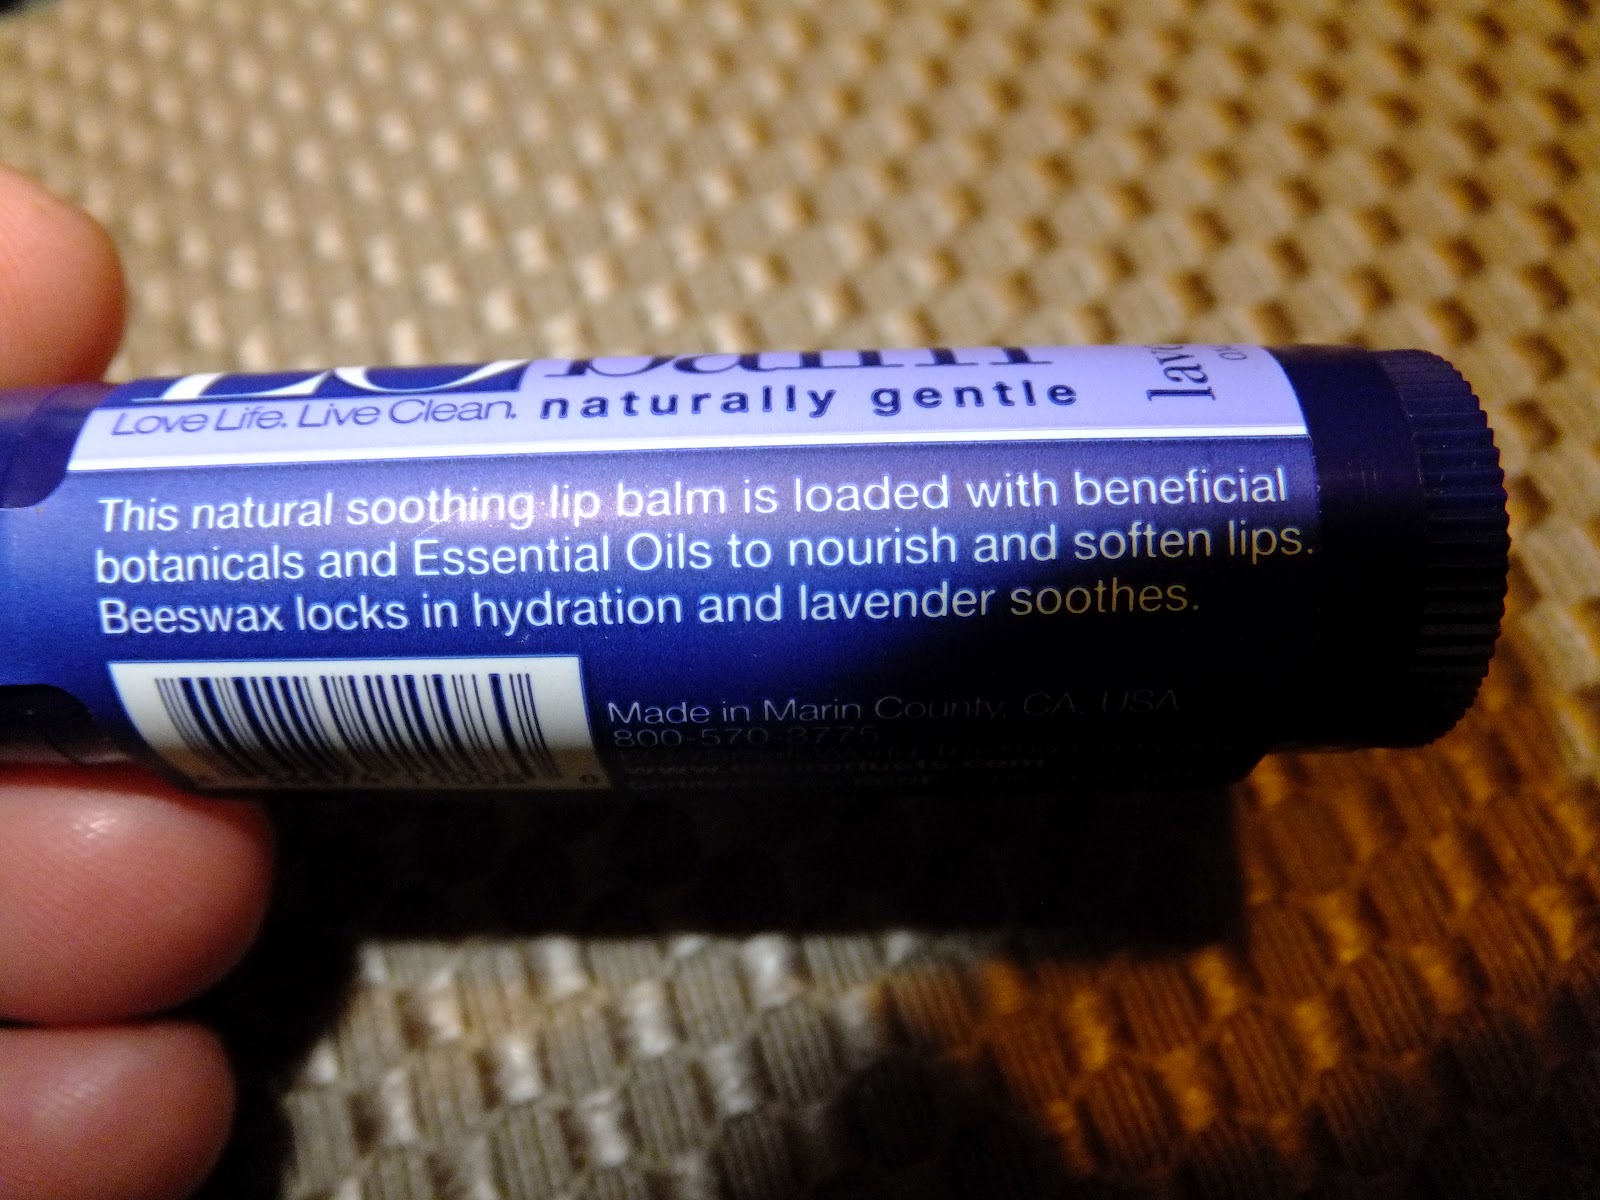 balm
Love Life. Live Clean. naturally gentle
This natural soothing lip balm is loaded with beneficial
botanicals and Essential Oils to nourish and soften lips.
Beeswax locks in hydration and lavender soothes.
Made in Marin County, CA. USA
800-570-3775